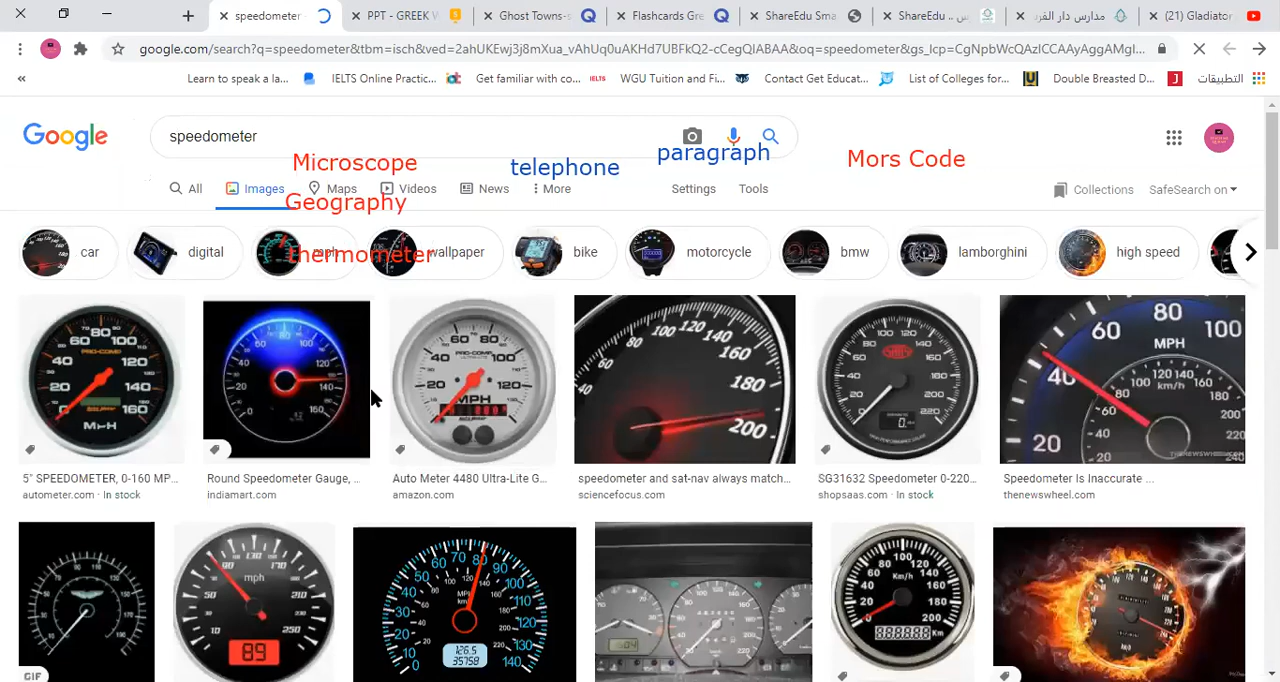 speedometer
PPT - GREEK W
Ghost Towns-s
Flashcards Gre
ShareEdu Sma
ShareEdu .. س
مدارس دار الفر
(21) Gladiator
google.com/search?q=speedometer&tbm=isch&ved=2ahUKEwj3j8mXua_vAhUq0uAKHd7UBFkQ2-cCegQIABAA&oq=speedometer&gs_lcp=CgNpbWcQAzICCAAyAggAMgI...
« Learn to speak a la...
IELTS Online Practic...
Get familiar with co...
IELTS
WGU Tuition and Fi...
Contact Get Educat...
List of Colleges for...
Double Breasted D...
J
التطبيقات
Google
speedometer
Microscope
telephone
paragraph
Mors Code
All
Images
Maps
Videos
News
More
Settings
Tools
Collections
SafeSearch on
Geography
car
digital
mph
wallpaper
bike
motorcycle
bmw
lamborghini
high speed
thermometer
5" SPEEDOMETER, 0-160 MP...
autometer.com · In stock
Round Speedometer Gauge, ...
indiamart.com
Auto Meter 4480 Ultra-Lite G...
amazon.com
speedometer and sat-nav always match...
sciencefocus.com
SG31632 Speedometer 0-220...
shopsaas.com · In stock
Speedometer Is Inaccurate ...
thenewswheel.com
GIF